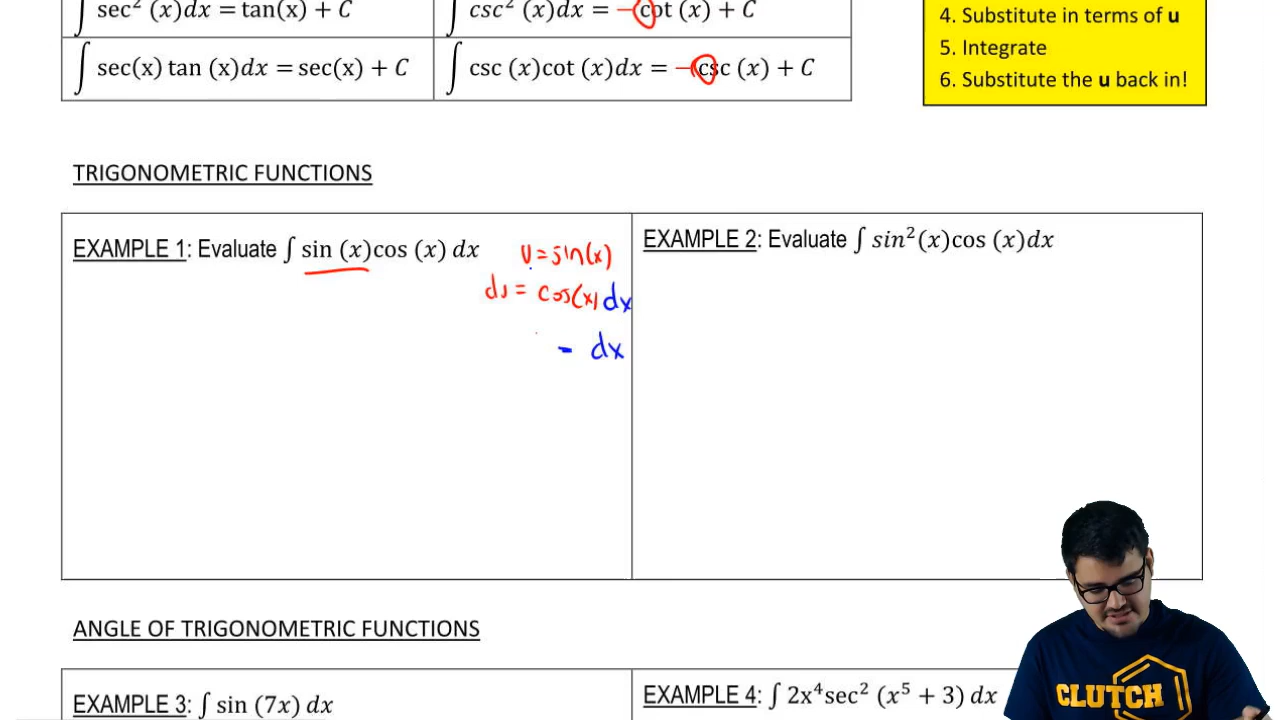 ∫ sec² (x)dx = tan(x) + C
∫ csc² (x)dx = −cot (x) + C
∫ sec(x) tan (x)dx = sec(x) + C
∫ csc (x)cot (x)dx = −csc (x) + C
4. Substitute in terms of u
5. Integrate
6. Substitute the u back in!
TRIGONOMETRIC FUNCTIONS
EXAMPLE 1: Evaluate ∫ sin (x)cos (x) dx
u = sin(x)
du = cos(x) dx
- dx
EXAMPLE 2: Evaluate ∫ sin²(x)cos (x)dx
ANGLE OF TRIGONOMETRIC FUNCTIONS
EXAMPLE 3: ∫ sin (7x) dx
EXAMPLE 4: ∫ 2x⁴sec² (x⁵ + 3) dx
CLUTCH